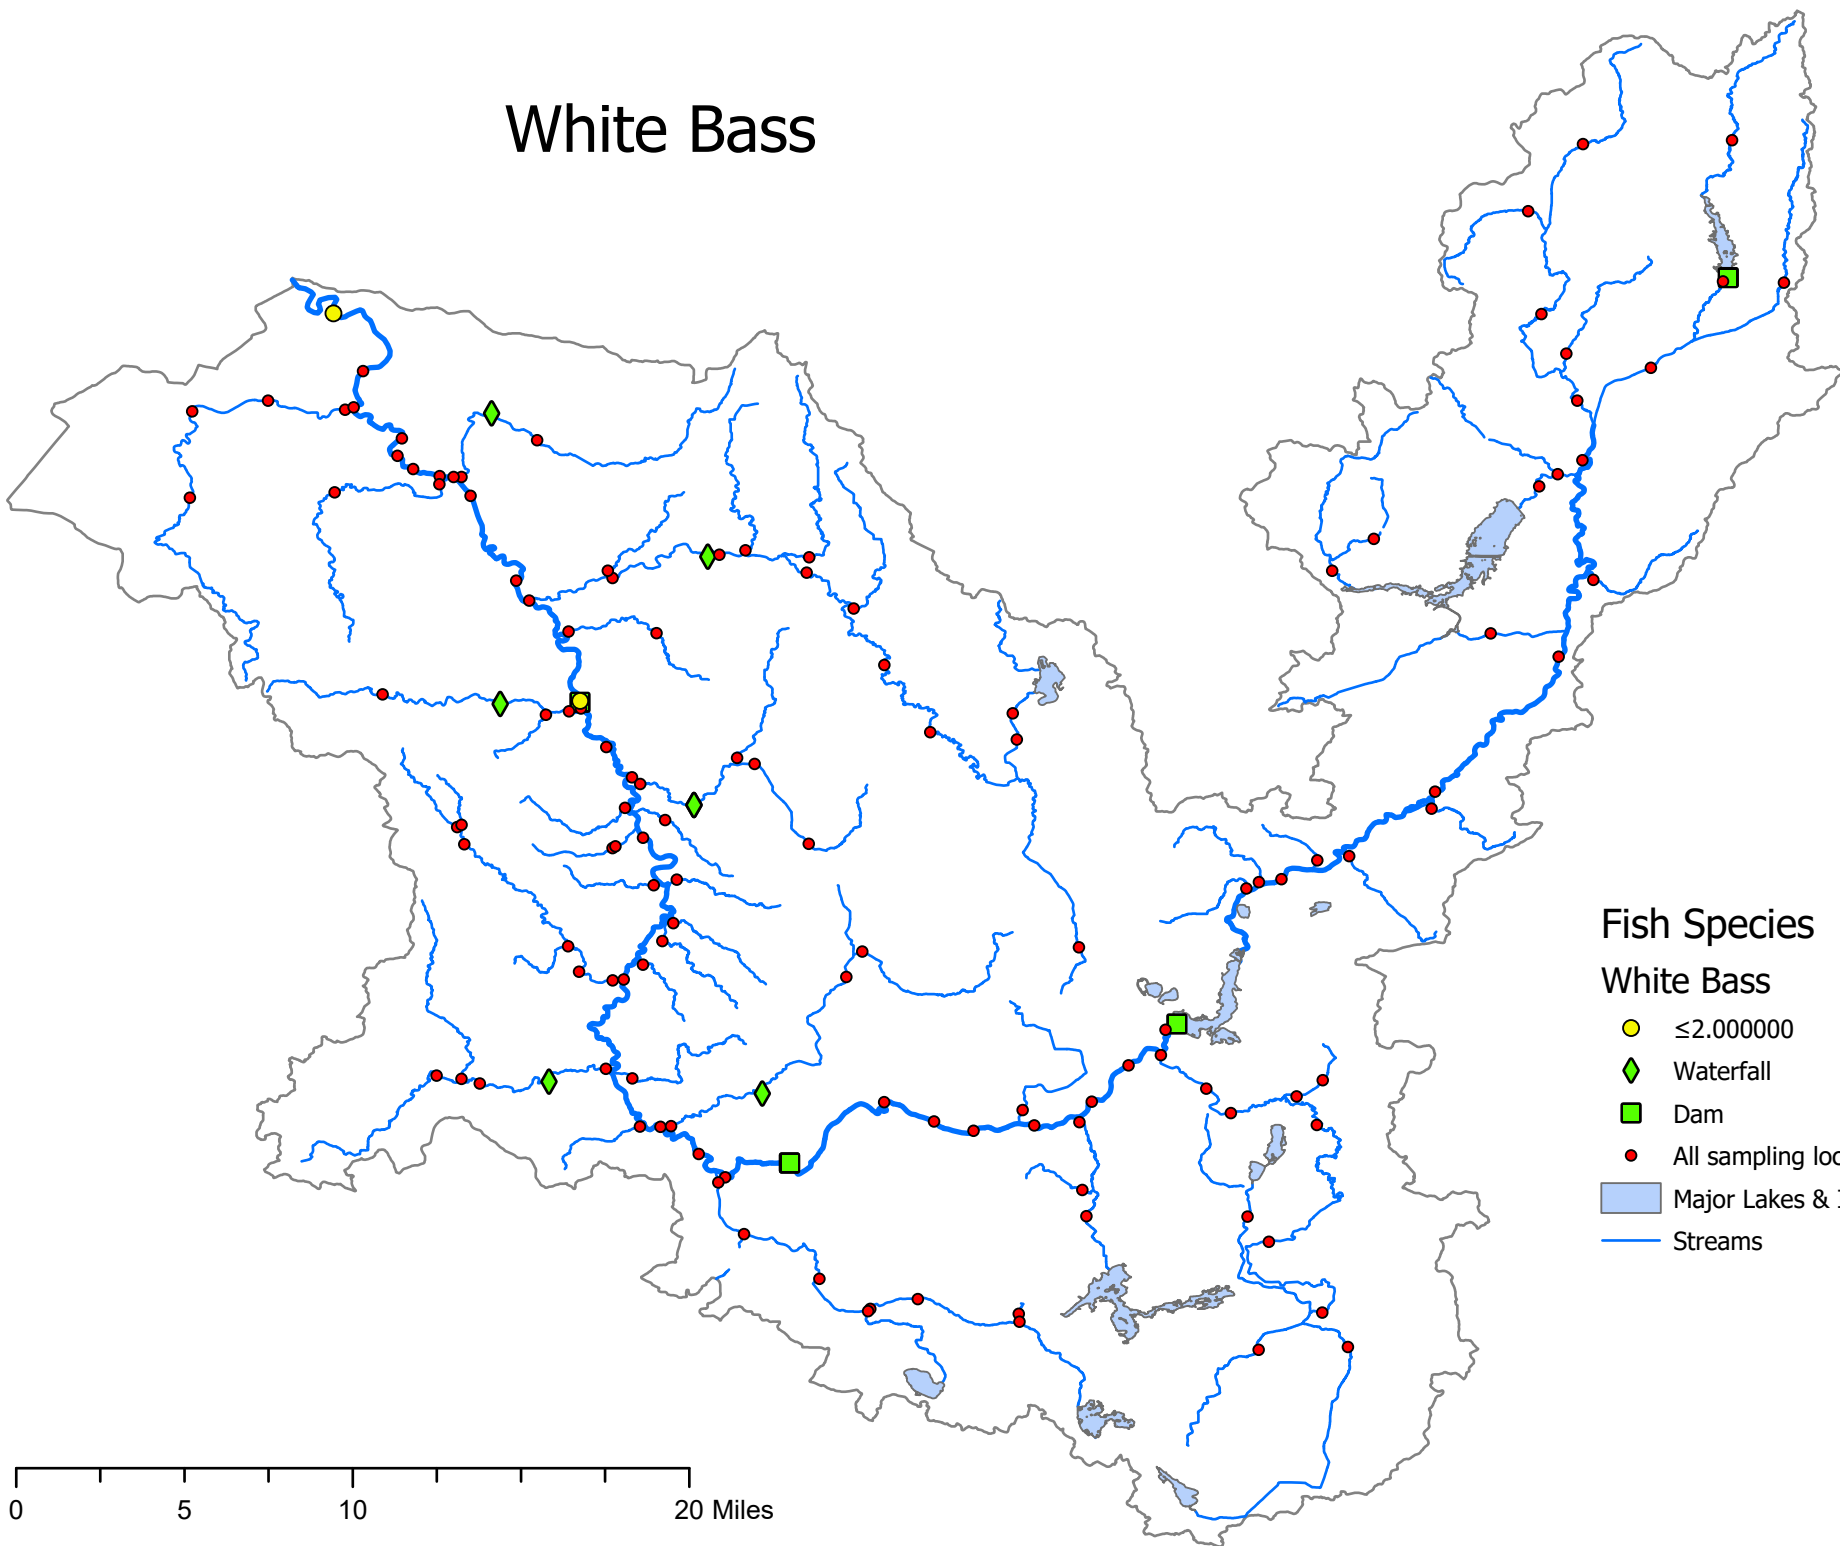 White Bass
Fish Species
White Bass
≤2.000000
Waterfall
Dam
All sampling
Major Lakes &
Streams
0 5 10 20 Miles